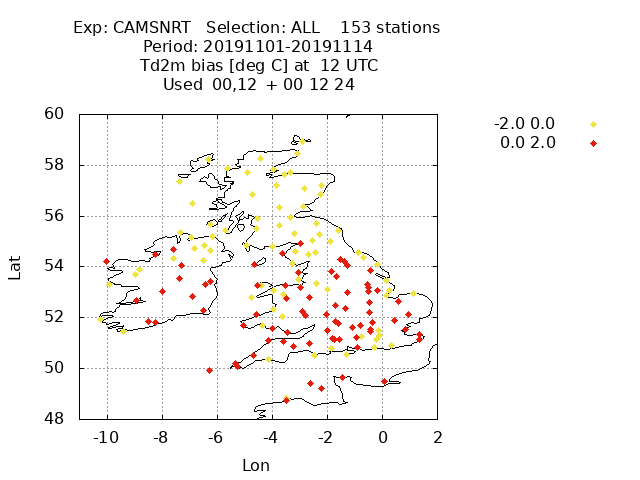 Exp: CAMSNRT   Selection: ALL    153 stations
Period: 20191101-20191114
Td2m bias [deg C] at  12 UTC
Used  00,12  + 00 12 24
-2.0 0.0
0.0 2.0
60
58
56
54
52
50
48
Lat
-10 -8 -6 -4 -2 0 2
Lon